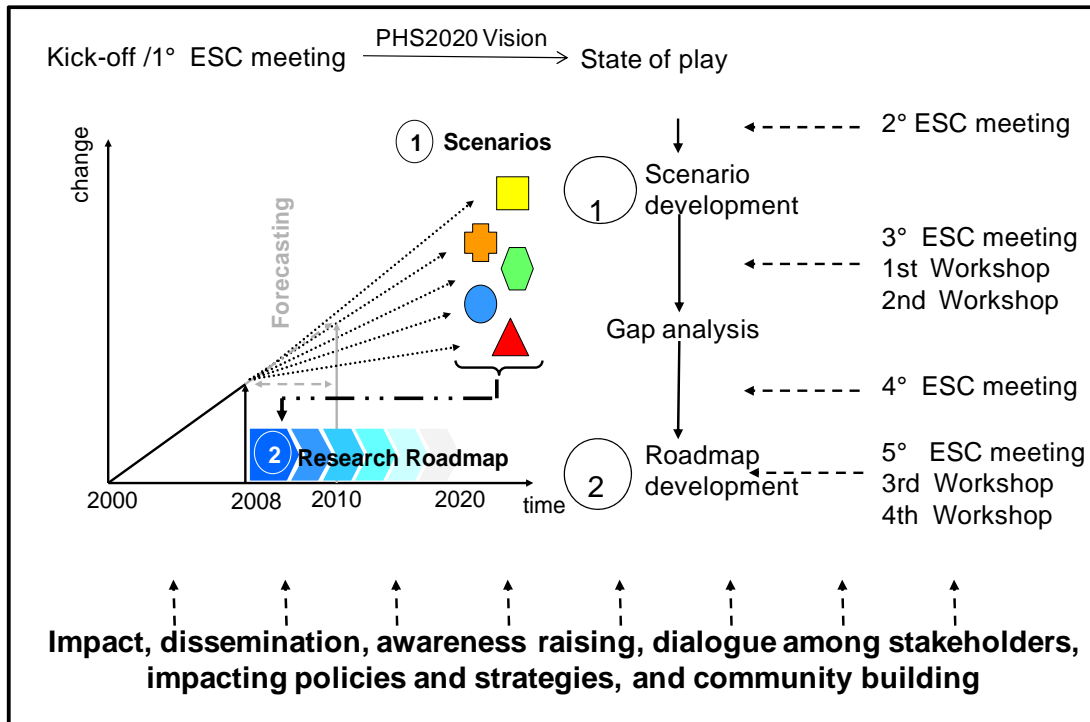 PHS2020 Vision
Kick-off /1° ESC meeting
State of play
2° ESC meeting
1 Scenarios
change
Forecasting
1
Scenario
development
3° ESC meeting
1st Workshop
2nd Workshop
Gap analysis
4° ESC meeting
2 Research Roadmap
2
Roadmap
development
5° ESC meeting
3rd Workshop
4th Workshop
2000
2008
2010
2020
time
Impact, dissemination, awareness raising, dialogue among stakeholders,
impacting policies and strategies, and community building